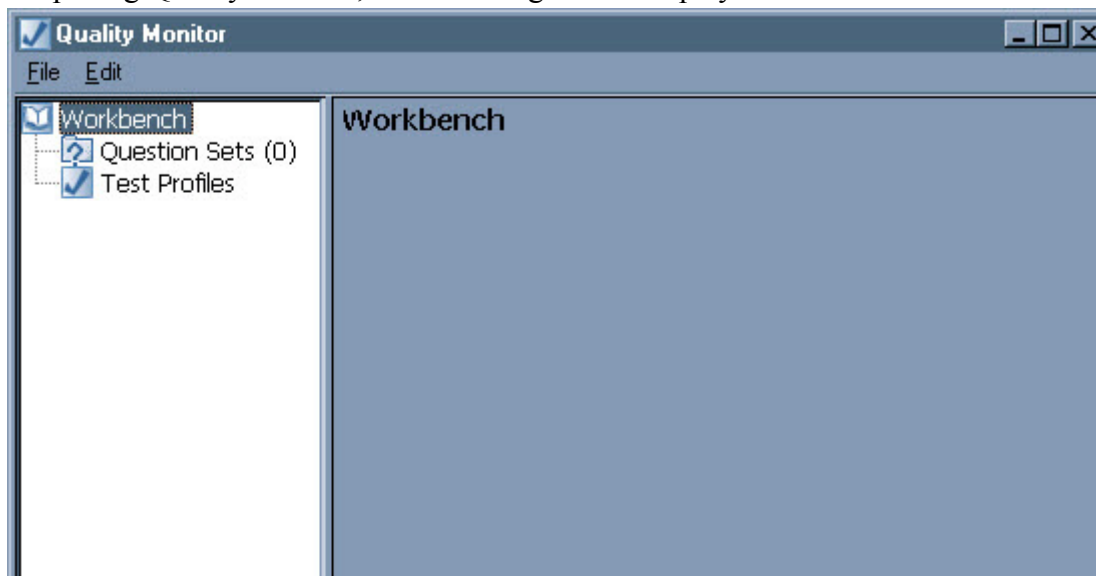 Quality Monitor
File Edit
Workbench
Question Sets (0)
Test Profiles
Workbench